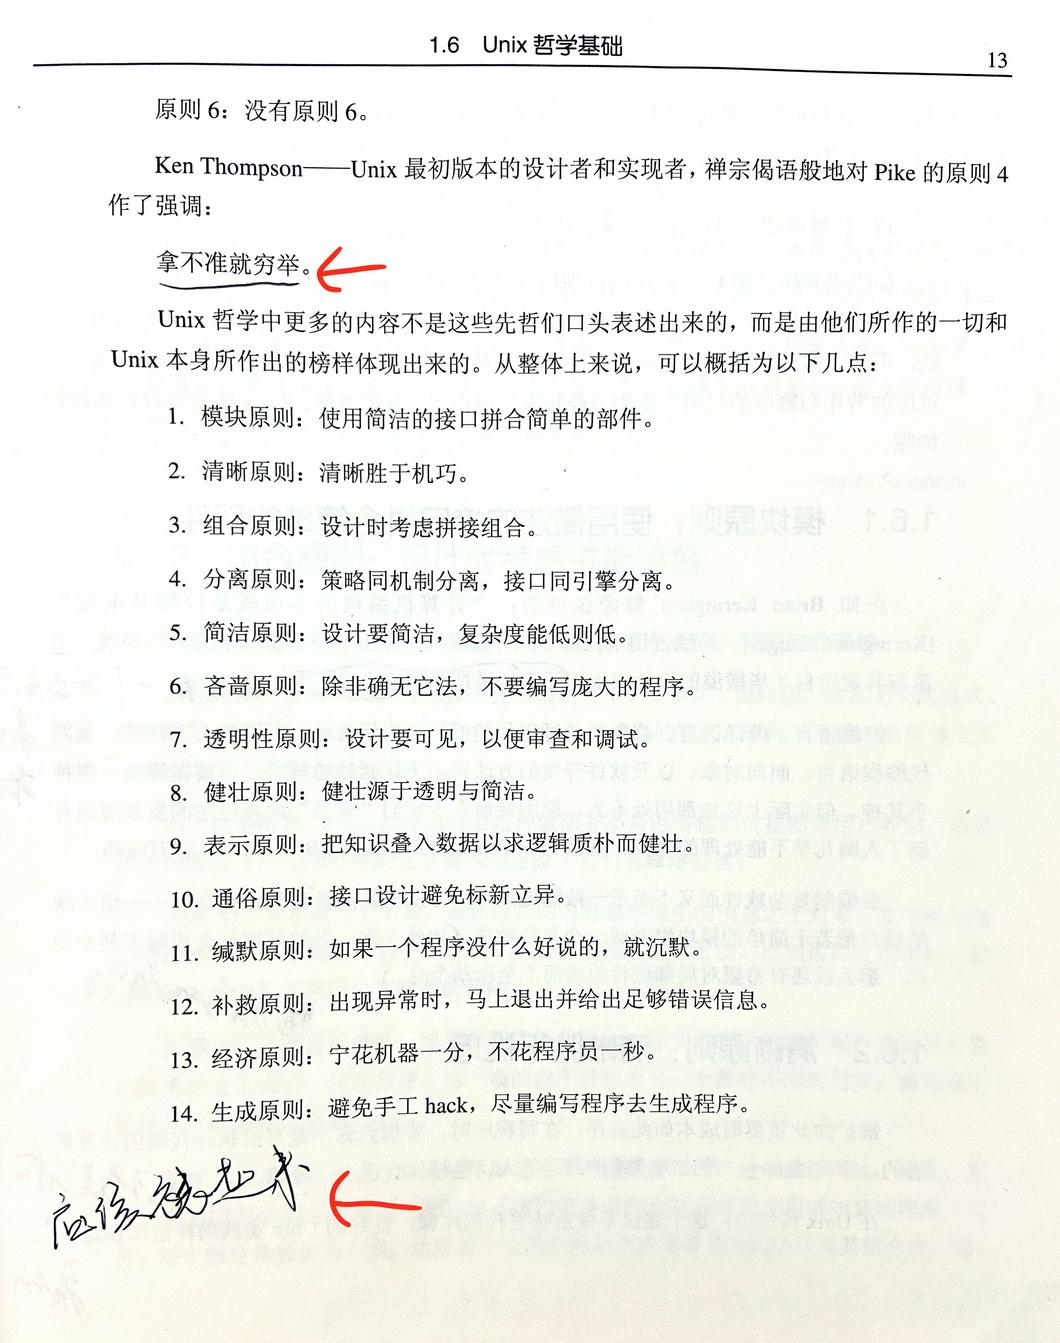 1.6 Unix 哲学基础
13
原则 6：没有原则 6。
Ken Thompson——Unix 最初版本的设计者和实现者，禅宗偈语般地对 Pike 的原则 4
作了强调：
拿不准就穷举。
Unix 哲学中更多的内容不是这些先哲们口头表述出来的，而是由他们所作的一切和
Unix 本身所作出的榜样体现出来的。从整体上来说，可以概括为以下几点：
1. 模块原则：使用简洁的接口拼合简单的部件。
2. 清晰原则：清晰胜于机巧。
3. 组合原则：设计时考虑拼接组合。
4. 分离原则：策略同机制分离，接口同引擎分离。
5. 简洁原则：设计要简洁，复杂度能低则低。
6. 吝啬原则：除非确无它法，不要编写庞大的程序。
7. 透明性原则：设计要可见，以便审查和调试。
8. 健壮原则：健壮源于透明与简洁。
9. 表示原则：把知识叠入数据以求逻辑质朴而健壮。
10. 通俗原则：接口设计避免标新立异。
11. 缄默原则：如果一个程序没什么好说的，就沉默。
12. 补救原则：出现异常时，马上退出并给出足够错误信息。
13. 经济原则：宁花机器一分，不花程序员一秒。
14. 生成原则：避免手工 hack，尽量编写程序去生成程序。
应该